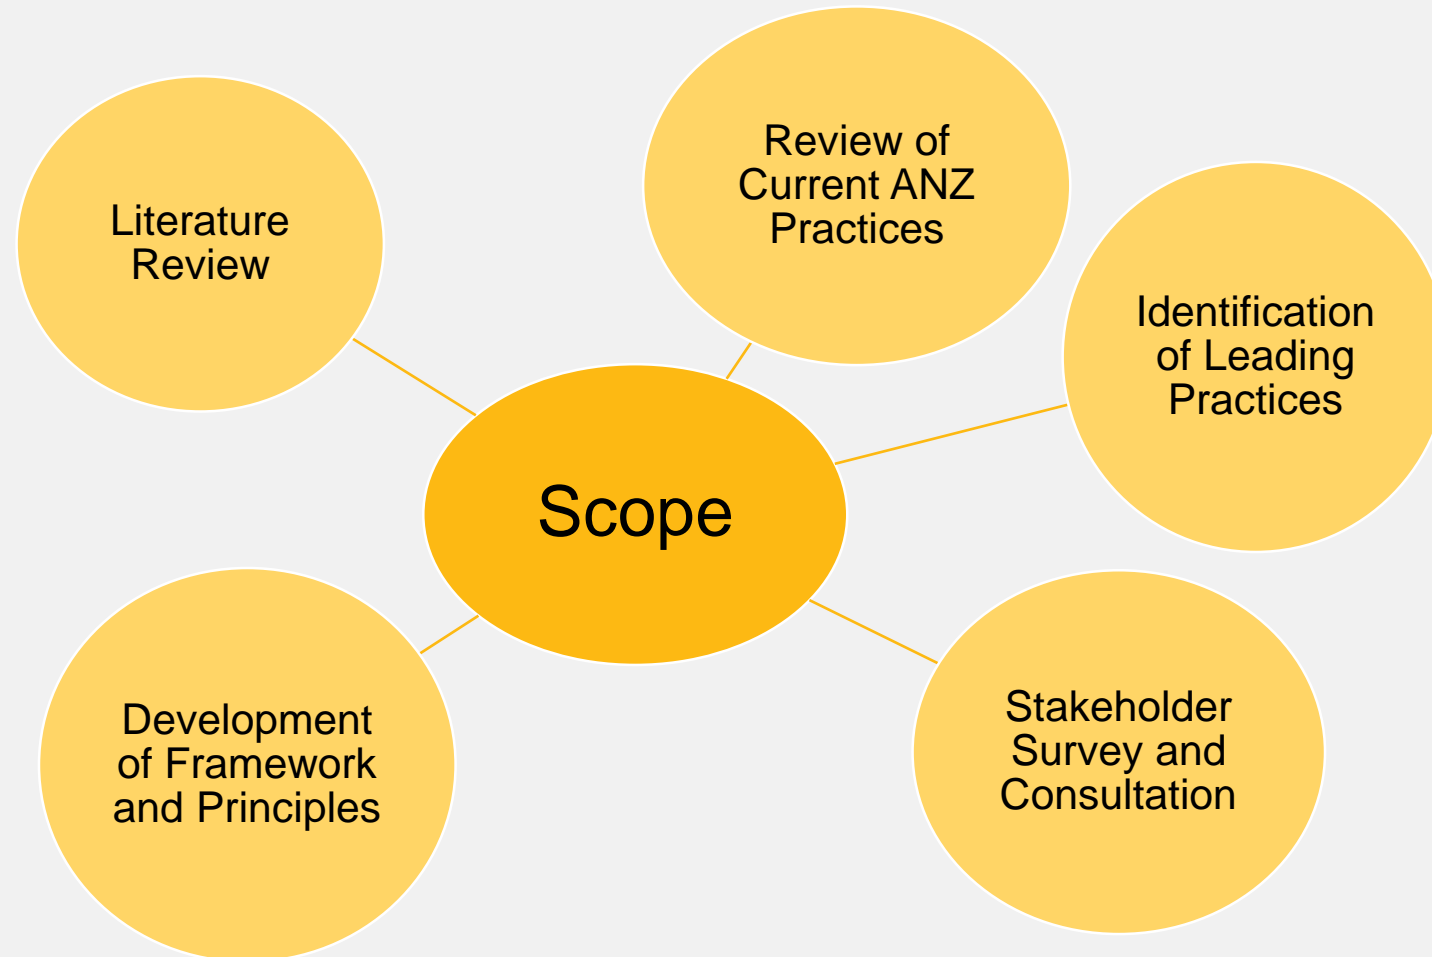 Literature
Review
Review of
Current ANZ
Practices
Identification
of Leading
Practices
Scope
Development
of Framework
and Principles
Stakeholder
Survey and
Consultation